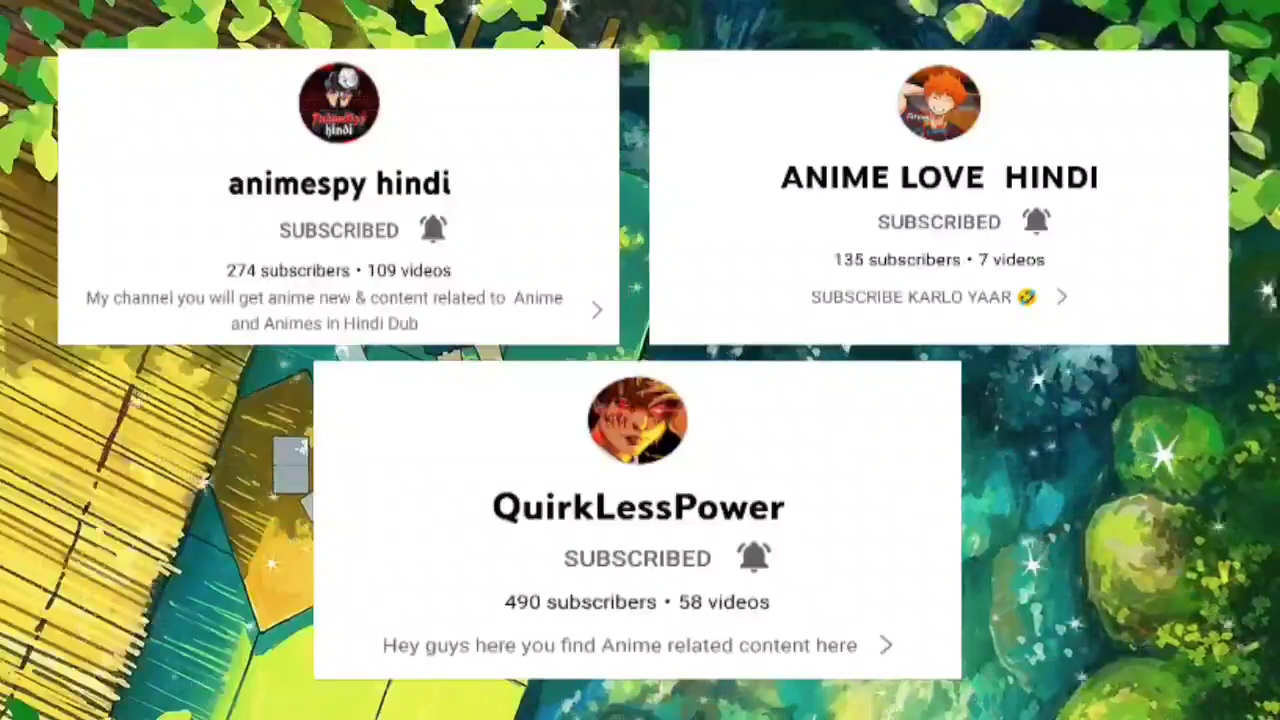 animespy hindi
SUBSCRIBED
274 subscribers • 109 videos
My channel you will get anime new & content related to Anime
and Animes in Hindi Dub
ANIME LOVE HINDI
SUBSCRIBED
135 subscribers • 7 videos
SUBSCRIBE KARLO YAAR 🤣
QuirkLessPower
SUBSCRIBED
490 subscribers • 58 videos
Hey guys here you find Anime related content here